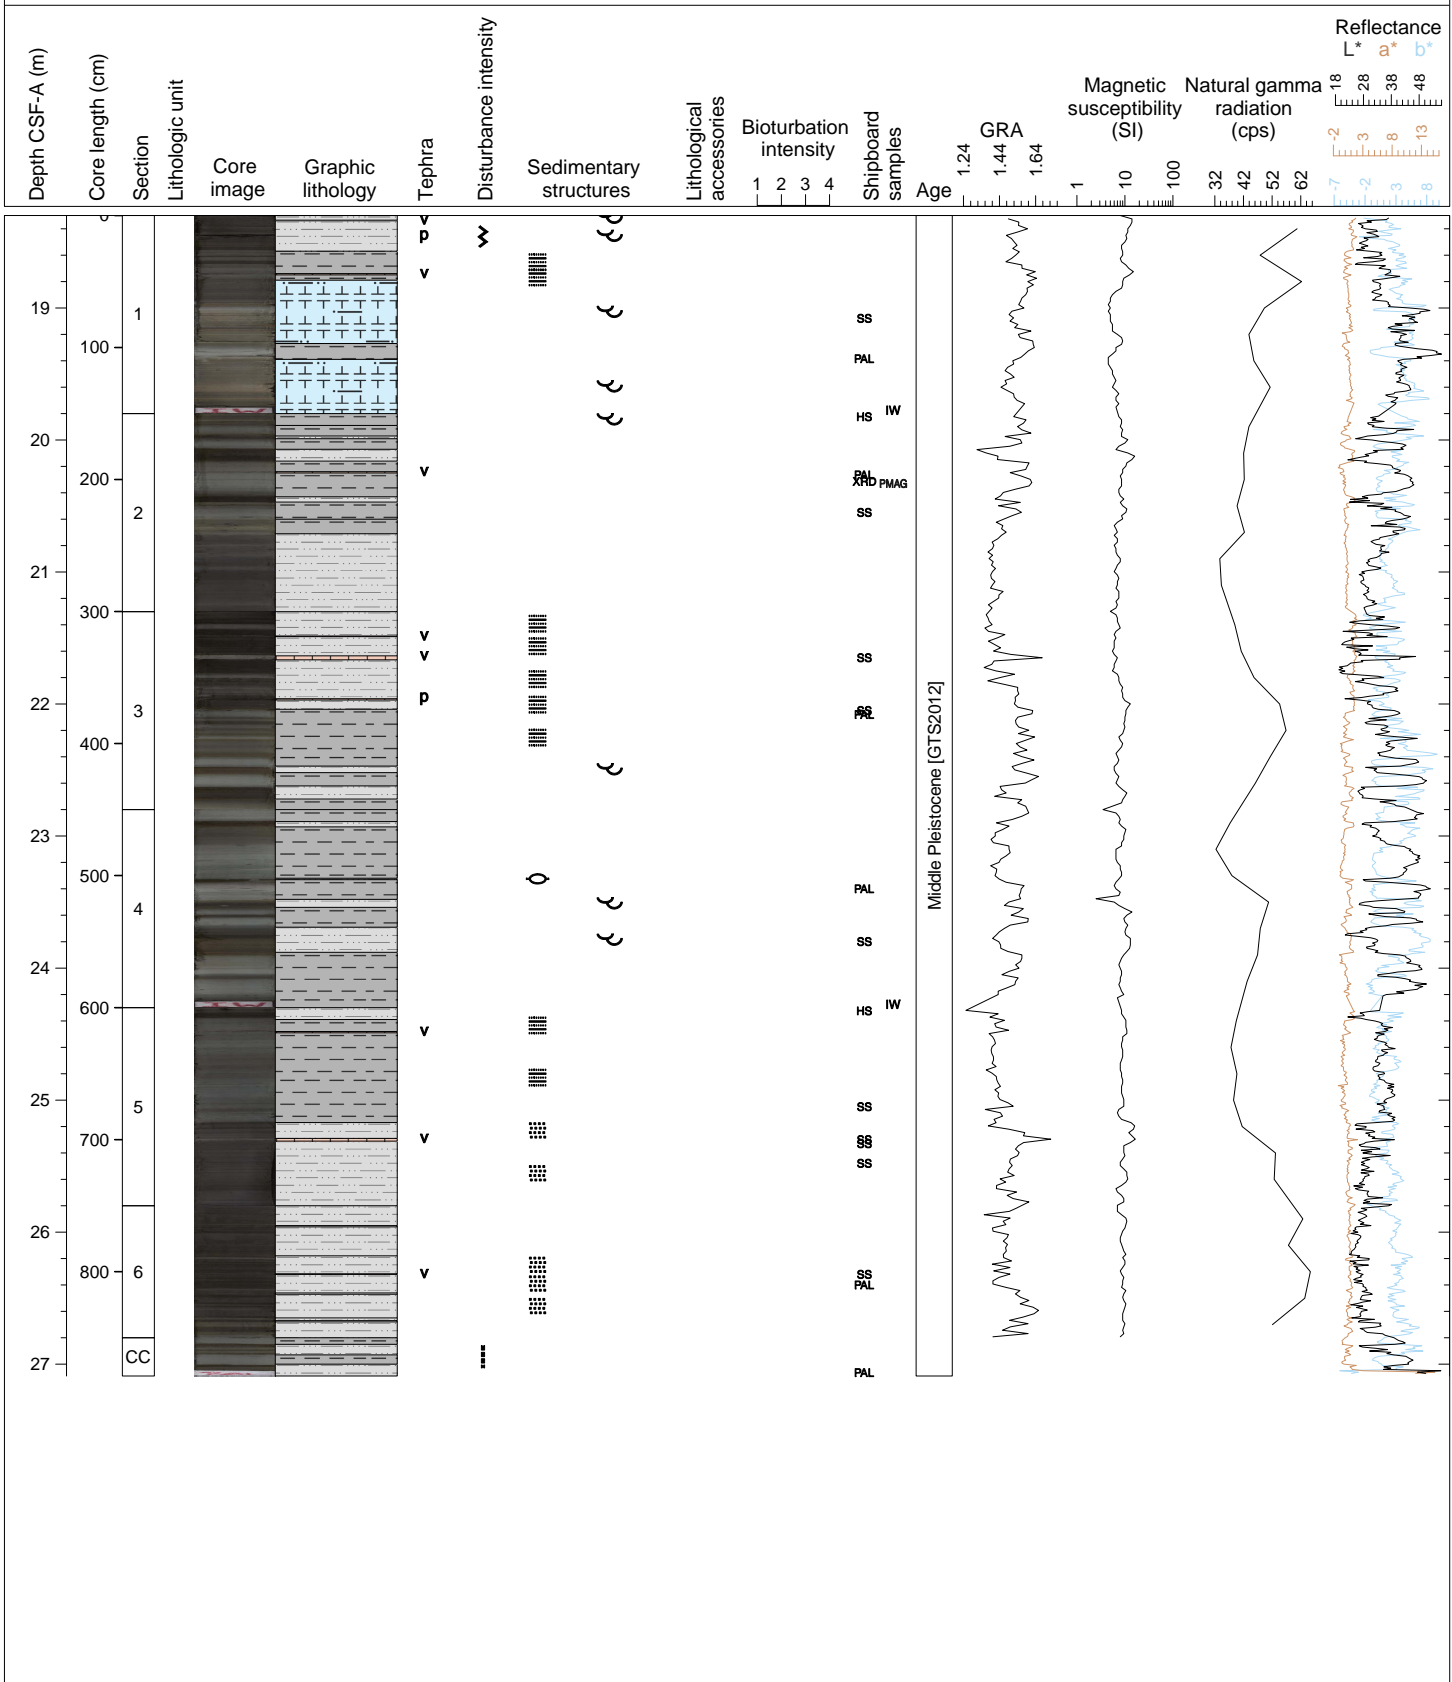 Depth CSF-A (m)
Core length (cm)
Section
Lithologic unit
Core
image
Graphic
lithology
Tephra
Disturbance intensity
Sedimentary
structures
Lithological
accessories
Bioturbation
intensity
1 2 3 4
Shipboard
samples
Age
GRA
1.24 1.44 1.64
Magnetic
susceptibility
(SI)
1 10 100
Natural gamma
radiation
(cps)
32 42 52 62
Reflectance
L* a* b*
18 28 38 48
-2 3 8 13
-7 -2 3 8
0
v
p
v
19
1
SS
100
PAL
HS IW
20
v
PAL
200
XRD PMAG
2
SS
21
300
v
v
SS
p
22
3
SS
PAL
400
23
500
PAL
4
SS
24
600
HS IW
v
25
5
SS
700
v
SS
SS
SS
26
6
800
v
SS
PAL
CC
27
PAL
Middle Pleistocene [GTS2012]